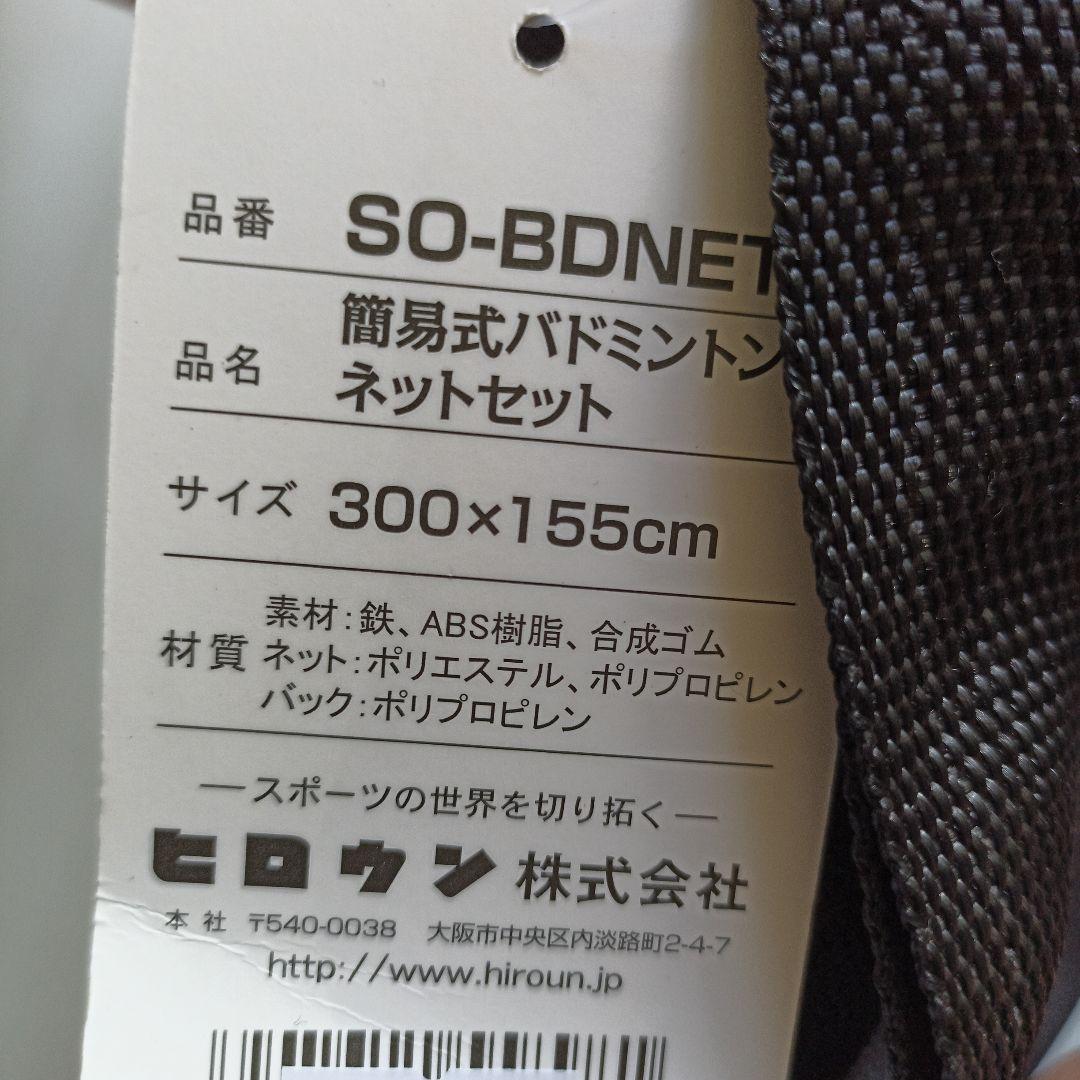 品番 SO-BDNET
品名 簡易式バドミントン
ネットセット
サイズ 300×155cm
素材:鉄、ABS樹脂、合成ゴム
材質 ネット:ポリエステル、ポリプロピレン
バック:ポリプロピレン
―スポーツの世界を切り拓く―
ヒロウン株式会社
本社 〒540-0038 大阪市中央区内淡路町2-4-7
http://www.hiroun.jp